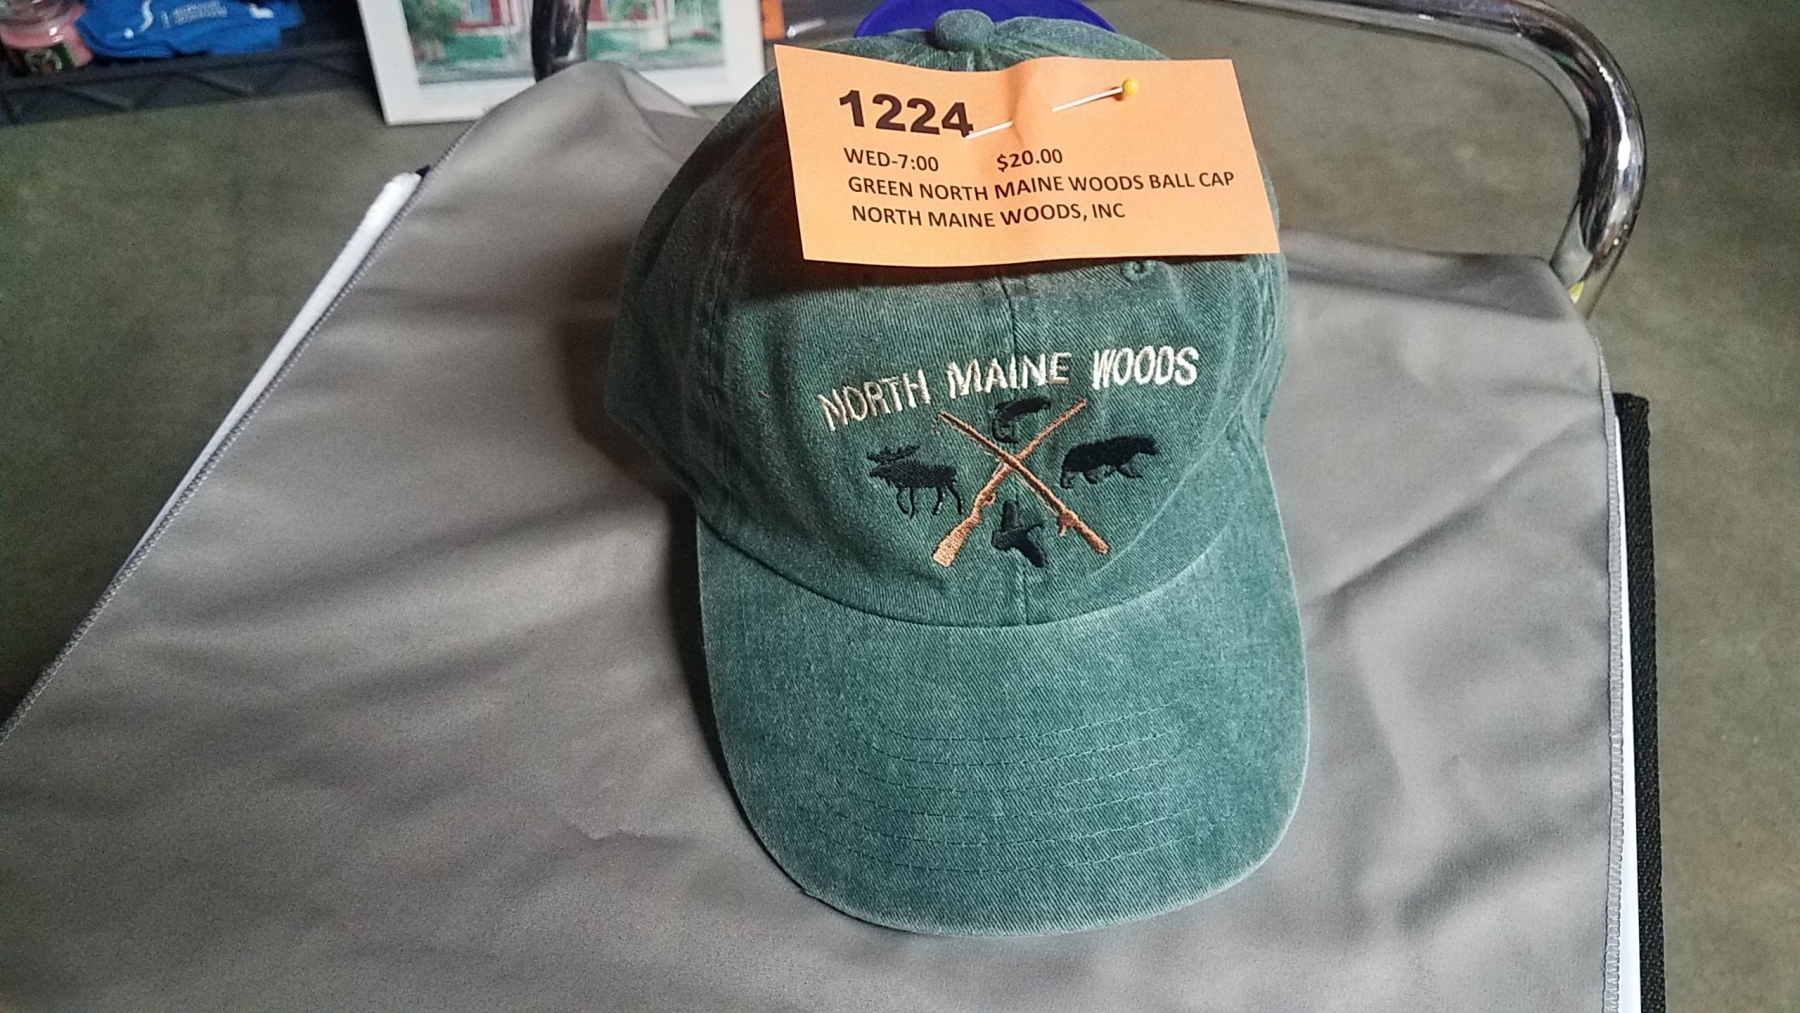 1224
WED-7:00 $20.00
GREEN NORTH MAINE WOODS BALL CAP
NORTH MAINE WOODS, INC
NORTH MAINE WOODS